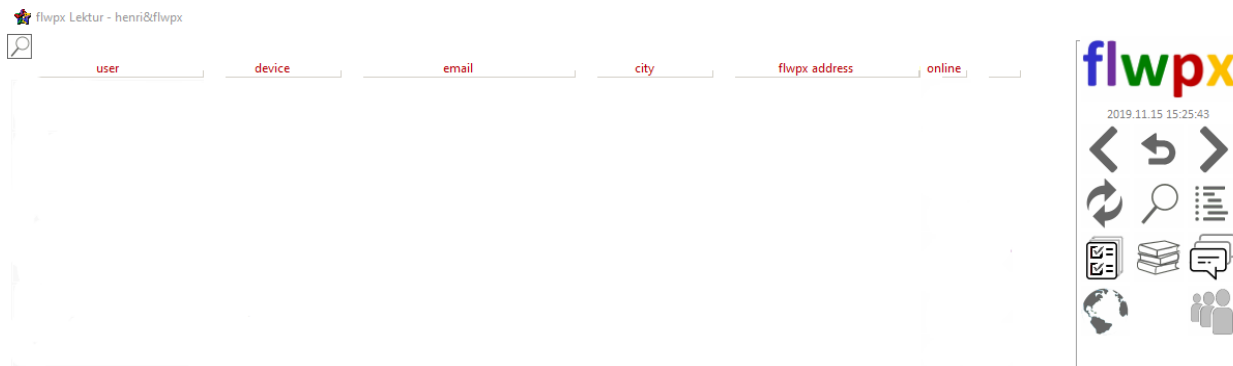 flwpx Lektur - henri&flwpx
user device email city flwpx address online
flwpx
2019.11.15 15:25:43